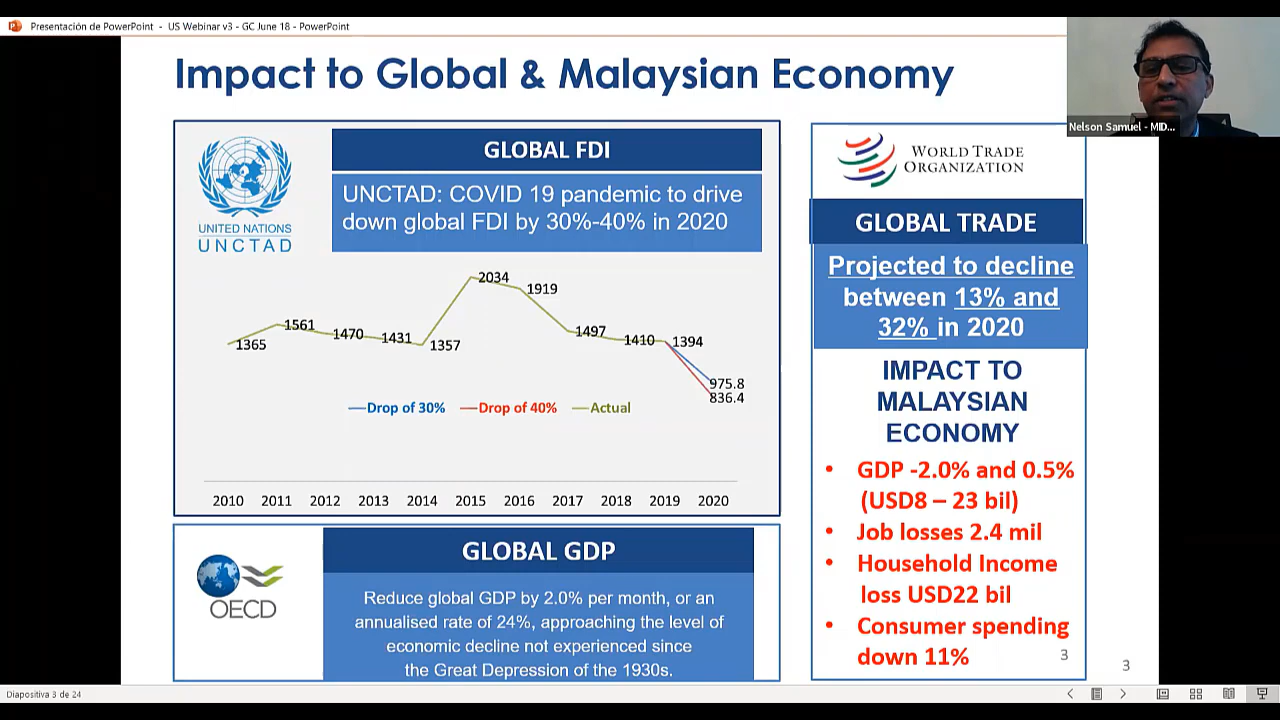 Presentación de PowerPoint - US Webinar v3 - GC June 18 - PowerPoint
Impact to Global & Malaysian Economy
Nelson Samuel - MID...
UNITED NATIONS
UNCTAD
GLOBAL FDI
UNCTAD: COVID 19 pandemic to drive
down global FDI by 30%-40% in 2020
1365
1561
1470
1431
1357
2034
1919
1497
1410
1394
975.8
836.4
Drop of 30% Drop of 40% Actual
2010 2011 2012 2013 2014 2015 2016 2017 2018 2019 2020
OECD
GLOBAL GDP
Reduce global GDP by 2.0% per month, or an
annualised rate of 24%, approaching the level of
economic decline not experienced since
the Great Depression of the 1930s.
WORLD TRADE
ORGANIZATION
GLOBAL TRADE
Projected to decline
between 13% and
32% in 2020
IMPACT TO
MALAYSIAN
ECONOMY
• GDP -2.0% and 0.5%
(USD8 – 23 bil)
• Job losses 2.4 mil
• Household Income
loss USD22 bil
• Consumer spending
down 11%
3
3
Diapositiva 3 de 24